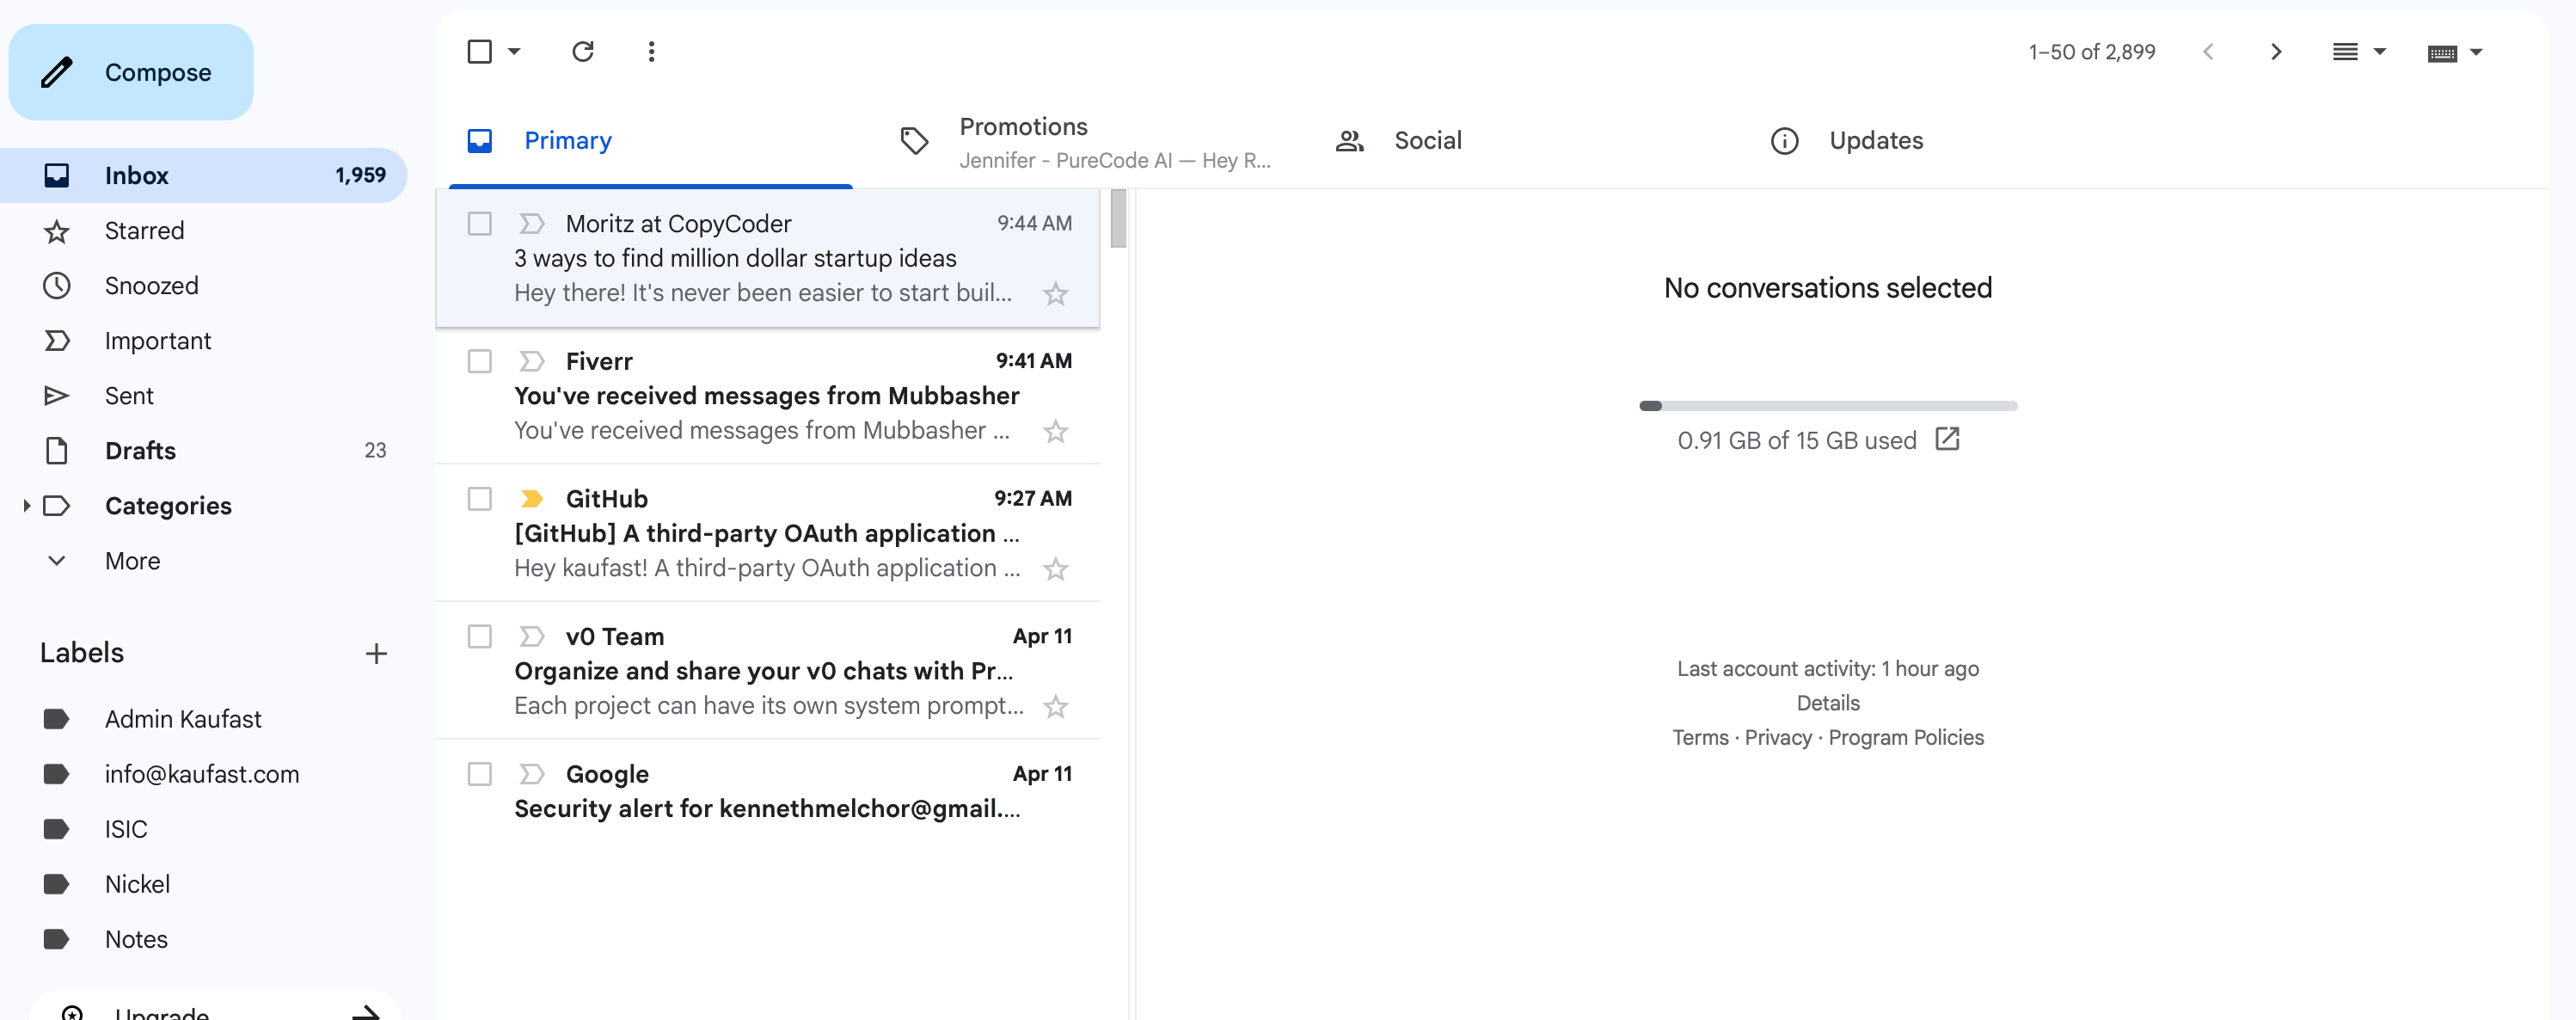 Compose
Inbox 1,959
Starred
Snoozed
Important
Sent
Drafts 23
Categories
More
Labels
Admin Kaufast
info@kaufast.com
ISIC
Nickel
Notes
Upgrade
1–50 of 2,899
Primary
Promotions
Jennifer - PureCode AI — Hey R...
Social
Updates
Moritz at CopyCoder 9:44 AM
3 ways to find million dollar startup ideas
Hey there! It's never been easier to start buil...
Fiverr 9:41 AM
You've received messages from Mubbasher
You've received messages from Mubbasher ...
GitHub 9:27 AM
[GitHub] A third-party OAuth application ...
Hey kaufast! A third-party OAuth application ...
v0 Team Apr 11
Organize and share your v0 chats with Pr...
Each project can have its own system prompt...
Google Apr 11
Security alert for kennethmelchor@gmail....
No conversations selected
0.91 GB of 15 GB used
Last account activity: 1 hour ago
Details
Terms · Privacy · Program Policies